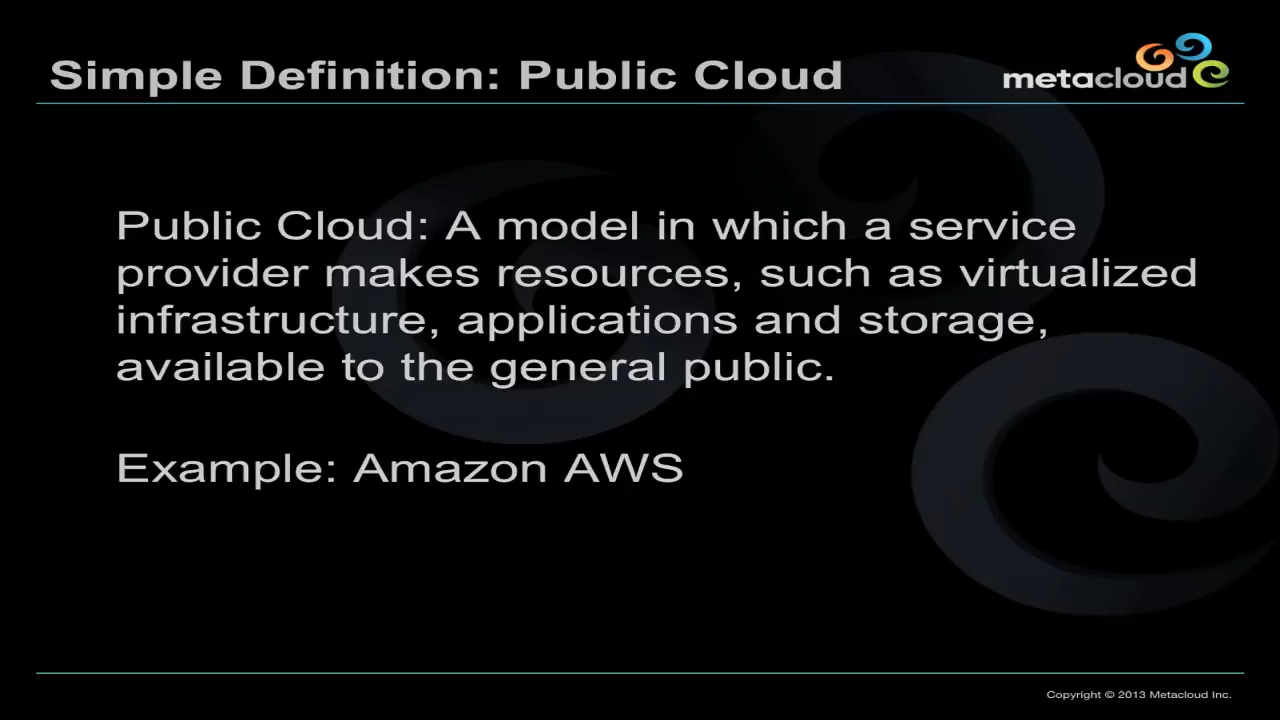 Simple Definition: Public Cloud
metacloud
Public Cloud: A model in which a service
provider makes resources, such as virtualized
infrastructure, applications and storage,
available to the general public.
Example: Amazon AWS
Copyright © 2013 Metacloud Inc.